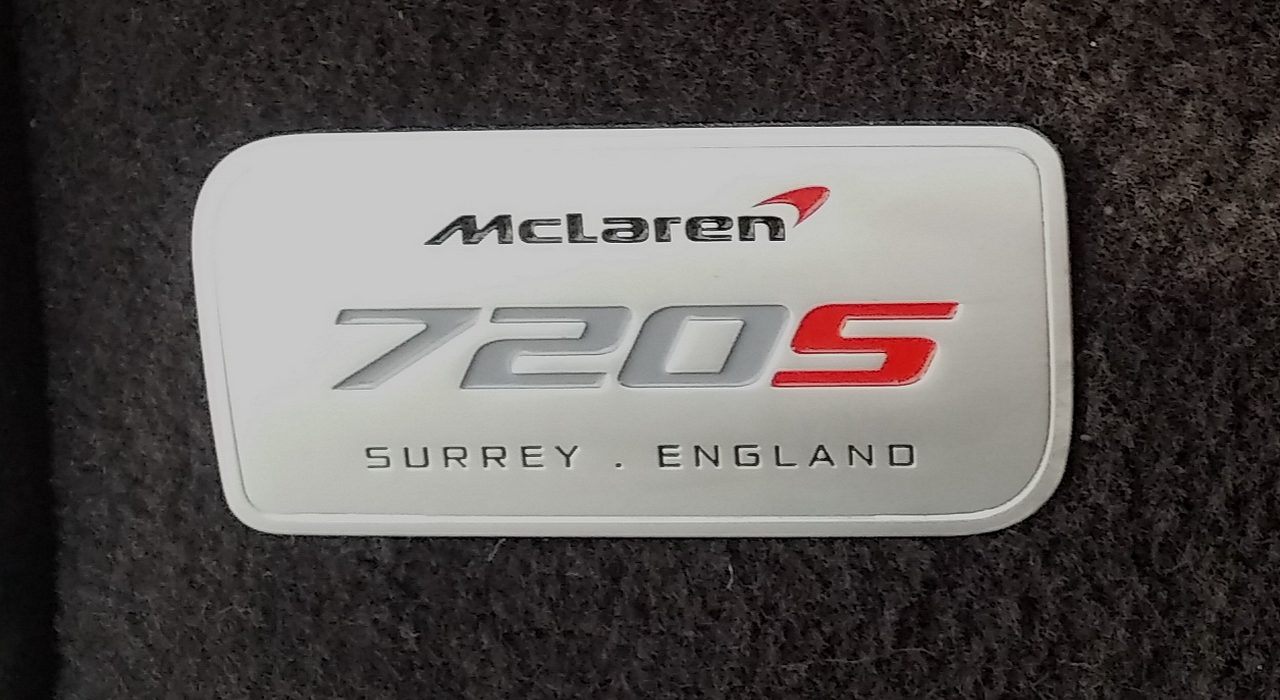 McLaren
720S
SURREY . ENGLAND